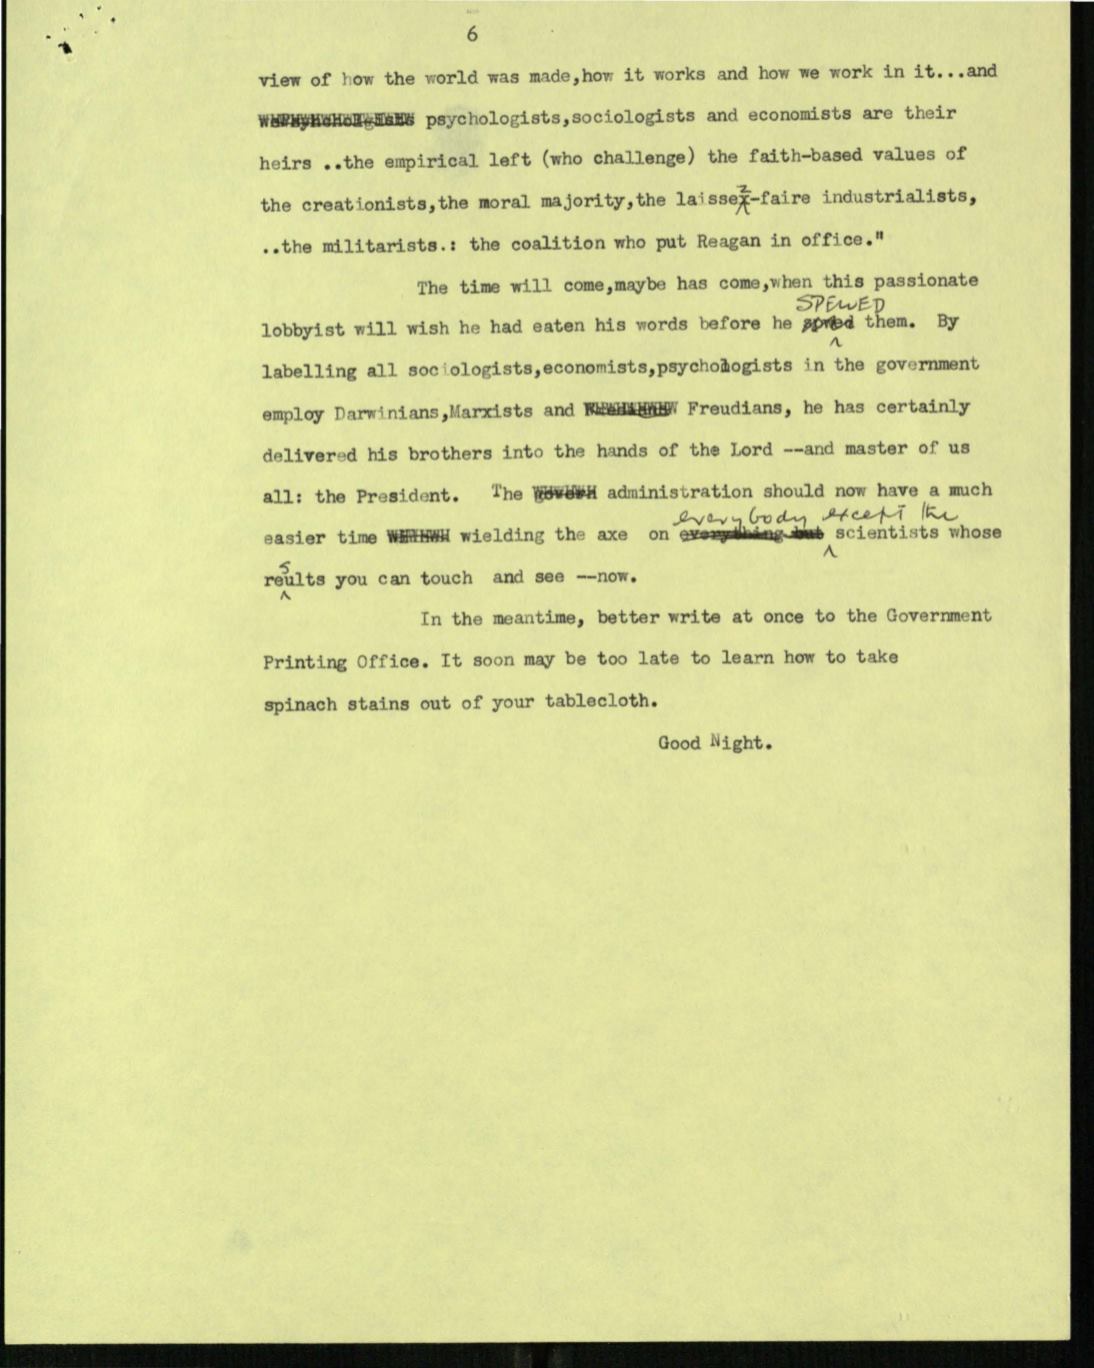 6
view of how the world was made,how it works and how we work in it...and
psychologists,sociologists and economists are their
heirs ..the empirical left (who challenge) the faith-based values of
the creationists,the moral majority,the laissez-faire industrialists,
..the militarists.: the coalition who put Reagan in office."
The time will come,maybe has come,when this passionate
SPEWED
lobbyist will wish he had eaten his words before he them. By
labelling all sociologists,economists,psychologists in the government
employ Darwinians,Marxists and Freudians, he has certainly
delivered his brothers into the hands of the Lord --and master of us
all: the President. The administration should now have a much
everybody except the
easier time wielding the axe on everything but scientists whose
s
reults you can touch and see --now.
In the meantime, better write at once to the Government
Printing Office. It soon may be too late to learn how to take
spinach stains out of your tablecloth.
Good Night.